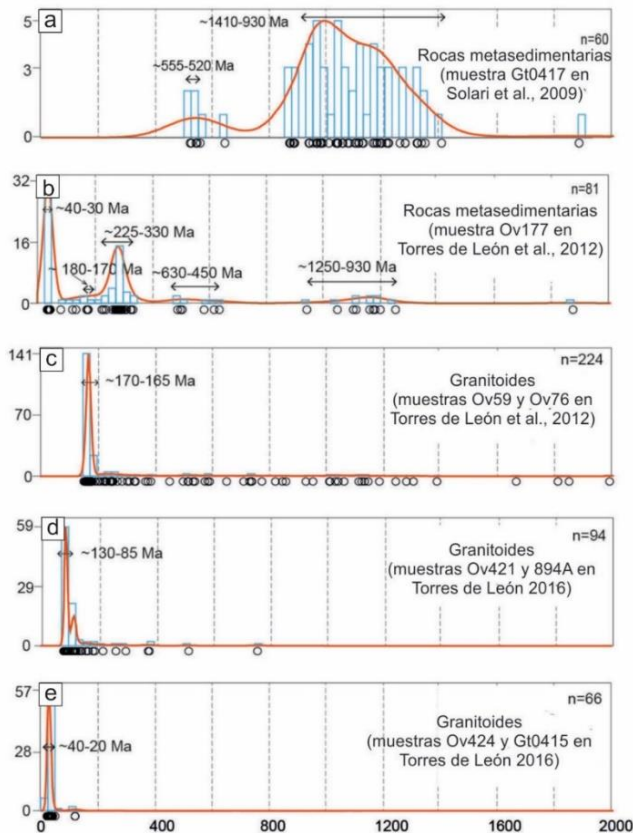 a
~1410-930 Ma
n=60
5
~555-520 Ma
Rocas metasedimentarias
(muestra Gt0417 en
Solari et al., 2009)
3
0
b
32
~40-30 Ma
n=81
~225-330 Ma
Rocas metasedimentarias
(muestra Ov177 en
Torres de León et al., 2012)
16
~ 180-170 Ma
~630-450 Ma
~1250-930 Ma
0
c
141
n=224
~170-165 Ma
Granitoides
(muestras Ov59 y Ov76 en
Torres de León et al., 2012)
70
0
d
59
n=94
~130-85 Ma
Granitoides
(muestras Ov421 y 894A en
Torres de León 2016)
29
0
e
57
n=66
Granitoides
(muestras Ov424 y Gt0415 en
Torres de León 2016)
~40-20 Ma
28
0
0 400 800 1200 1600 2000